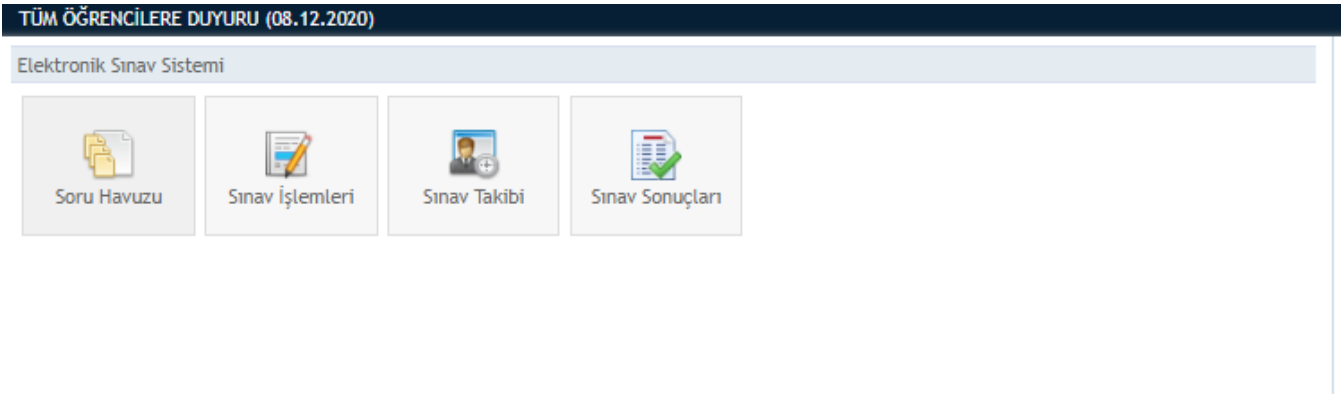 TÜM ÖĞRENCİLERE DUYURU (08.12.2020)
Elektronik Sınav Sistemi
Soru Havuzu
Sınav İşlemleri
Sınav Takibi
Sınav Sonuçları